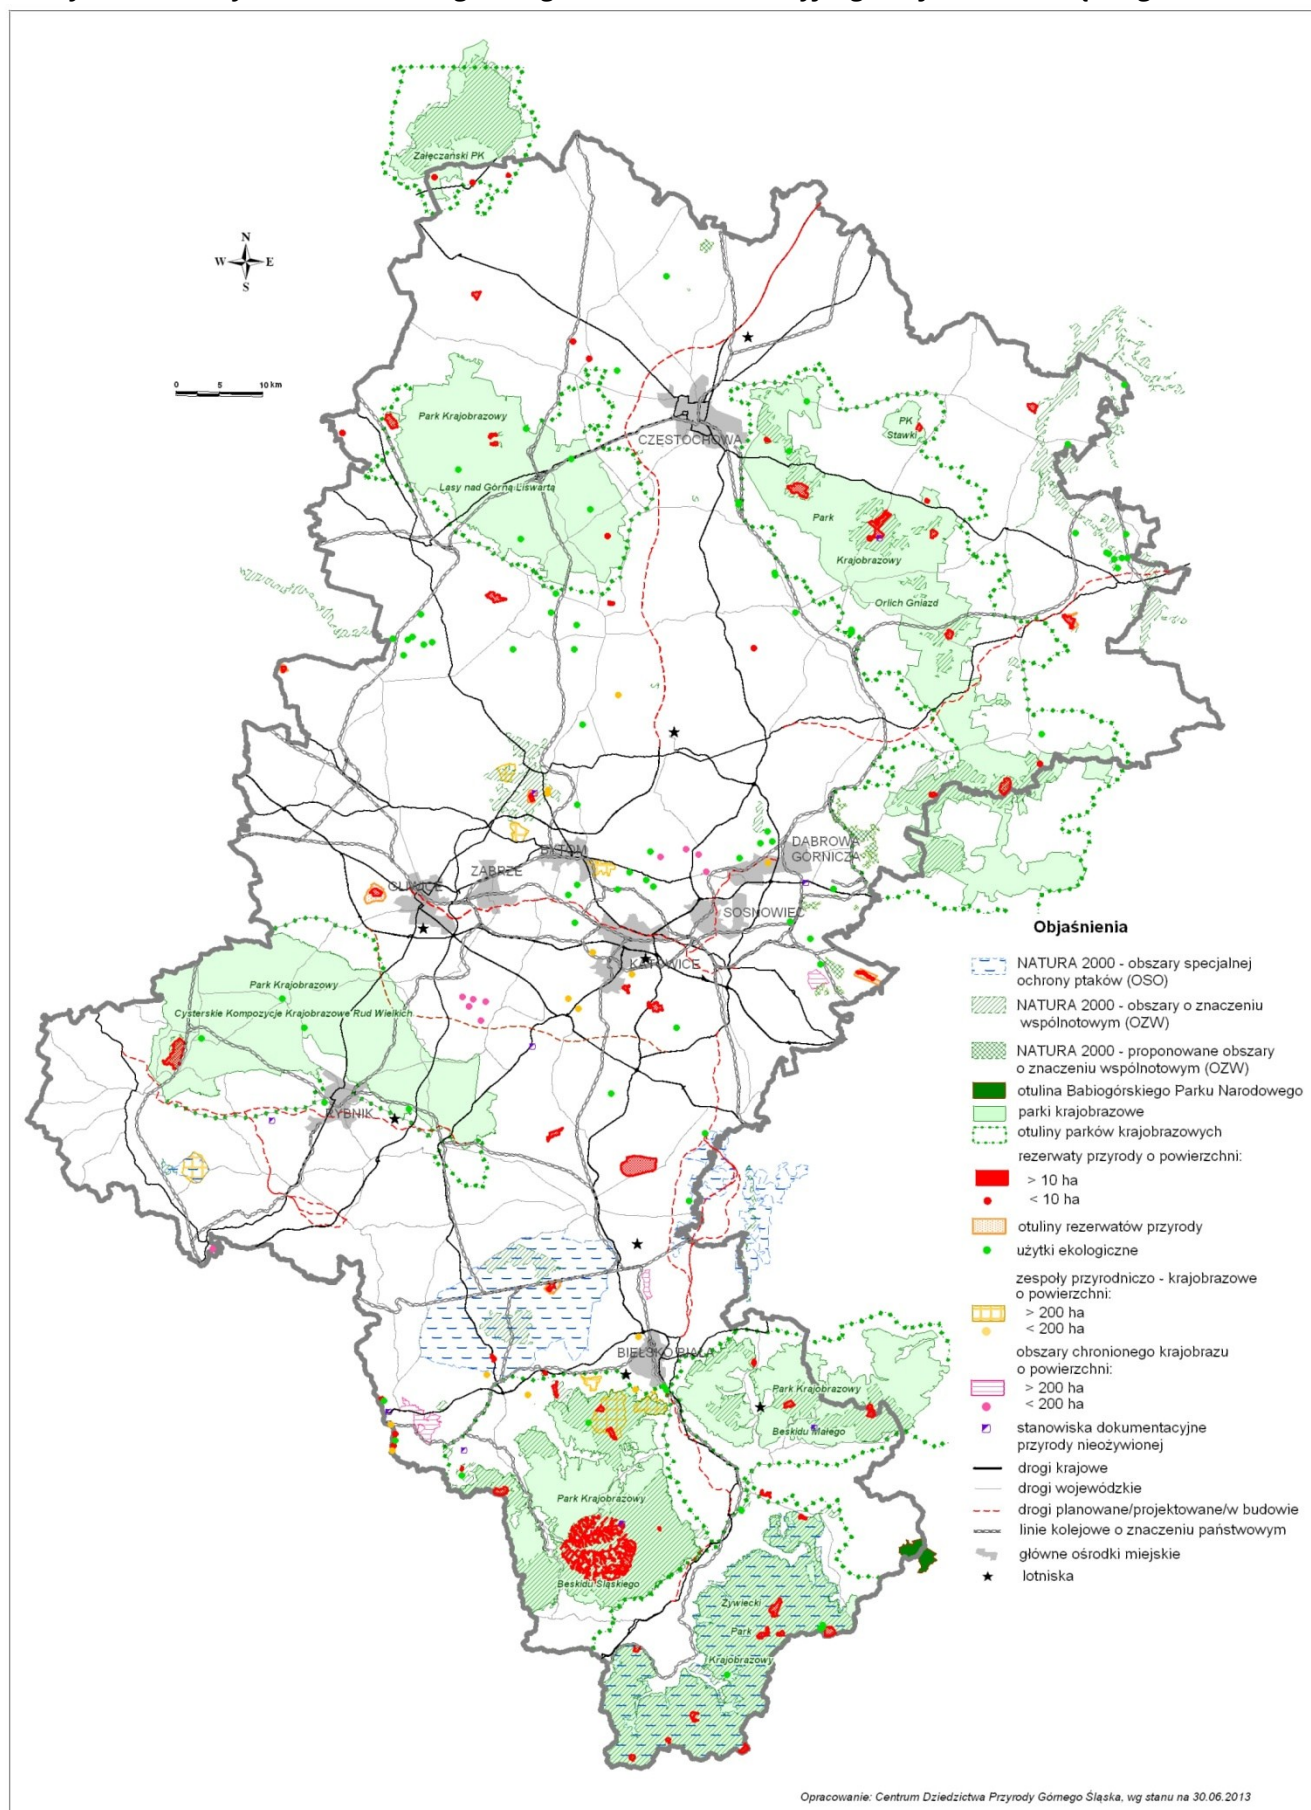 Załęczański PK
N
W E
S
0 5 10 km
Park Krajobrazowy
Lasy nad Górną Liswartą
CZĘSTOCHOWA
PK
Stawki
Park
Krajobrazowy
Orlich Gniazd
BYTOM
ZABRZE
GLIWICE
DĄBROWA
GÓRNICZA
SOSNOWIEC
KATOWICE
Park Krajobrazowy
Cysterskie Kompozycje Krajobrazowe Rud Wielkich
RYBNIK
BIELSKO BIAŁA
Park Krajobrazowy
Beskidu Małego
Park Krajobrazowy
Beskidu Śląskiego
Żywiecki
Park
Krajobrazowy
Objaśnienia
NATURA 2000 - obszary specjalnej
ochrony ptaków (OSO)
NATURA 2000 - obszary o znaczeniu
wspólnotowym (OZW)
NATURA 2000 - proponowane obszary
o znaczeniu wspólnotowym (OZW)
otulina Babiogórskiego Parku Narodowego
parki krajobrazowe
otuliny parków krajobrazowych
rezerwaty przyrody o powierzchni:
> 10 ha
< 10 ha
otuliny rezerwatów przyrody
użytki ekologiczne
zespoły przyrodniczo - krajobrazowe
o powierzchni:
> 200 ha
< 200 ha
obszary chronionego krajobrazu
o powierzchni:
> 200 ha
< 200 ha
stanowiska dokumentacyjne
przyrody nieożywionej
drogi krajowe
drogi wojewódzkie
drogi planowane/projektowane/w budowie
linie kolejowe o znaczeniu państwowym
główne ośrodki miejskie
lotniska
Opracowanie: Centrum Dziedzictwa Przyrody Górnego Śląska, wg stanu na 30.06.2013